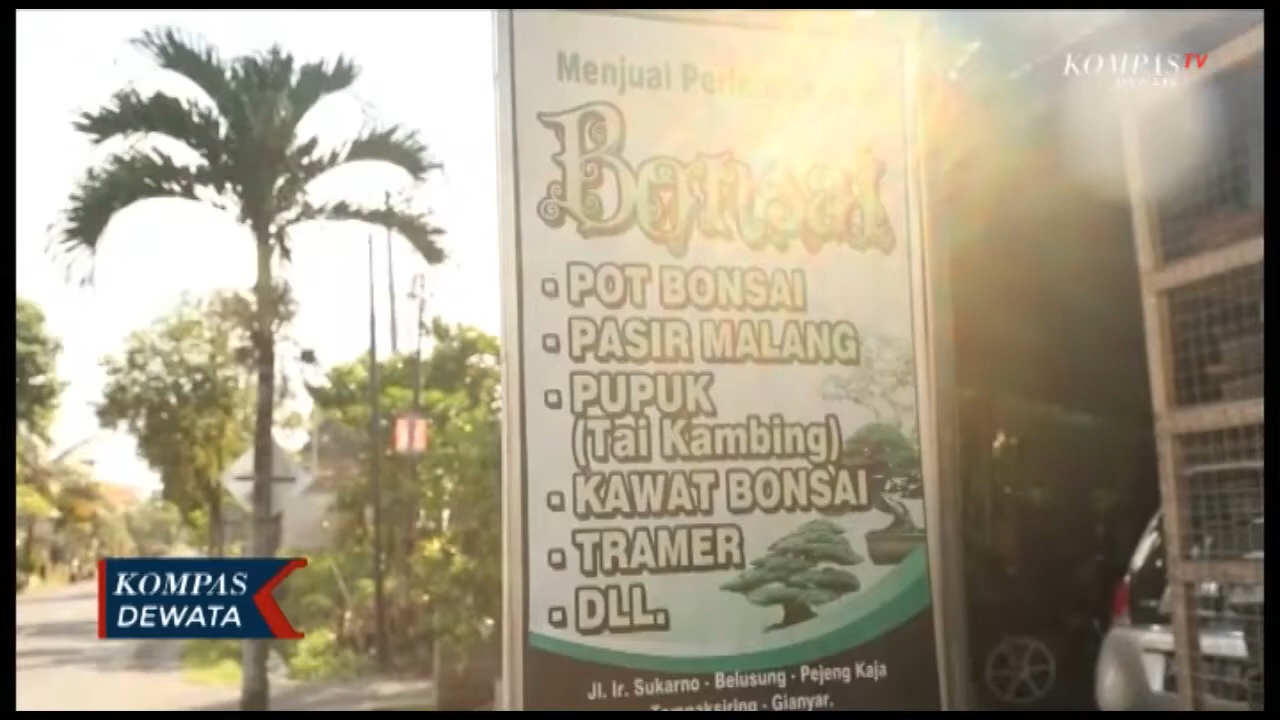 KOMPAS TV
Menjual
Bonsai
• POT BONSAI
• PASIR MALANG
• PUPUK
(Tai Kambing)
• KAWAT BONSAI
• TRAMER
• DLL.
Jl. Ir. Sukarno - Belusung - Pejeng Kaja
Tampaksiring - Gianyar.
KOMPAS
DEWATA